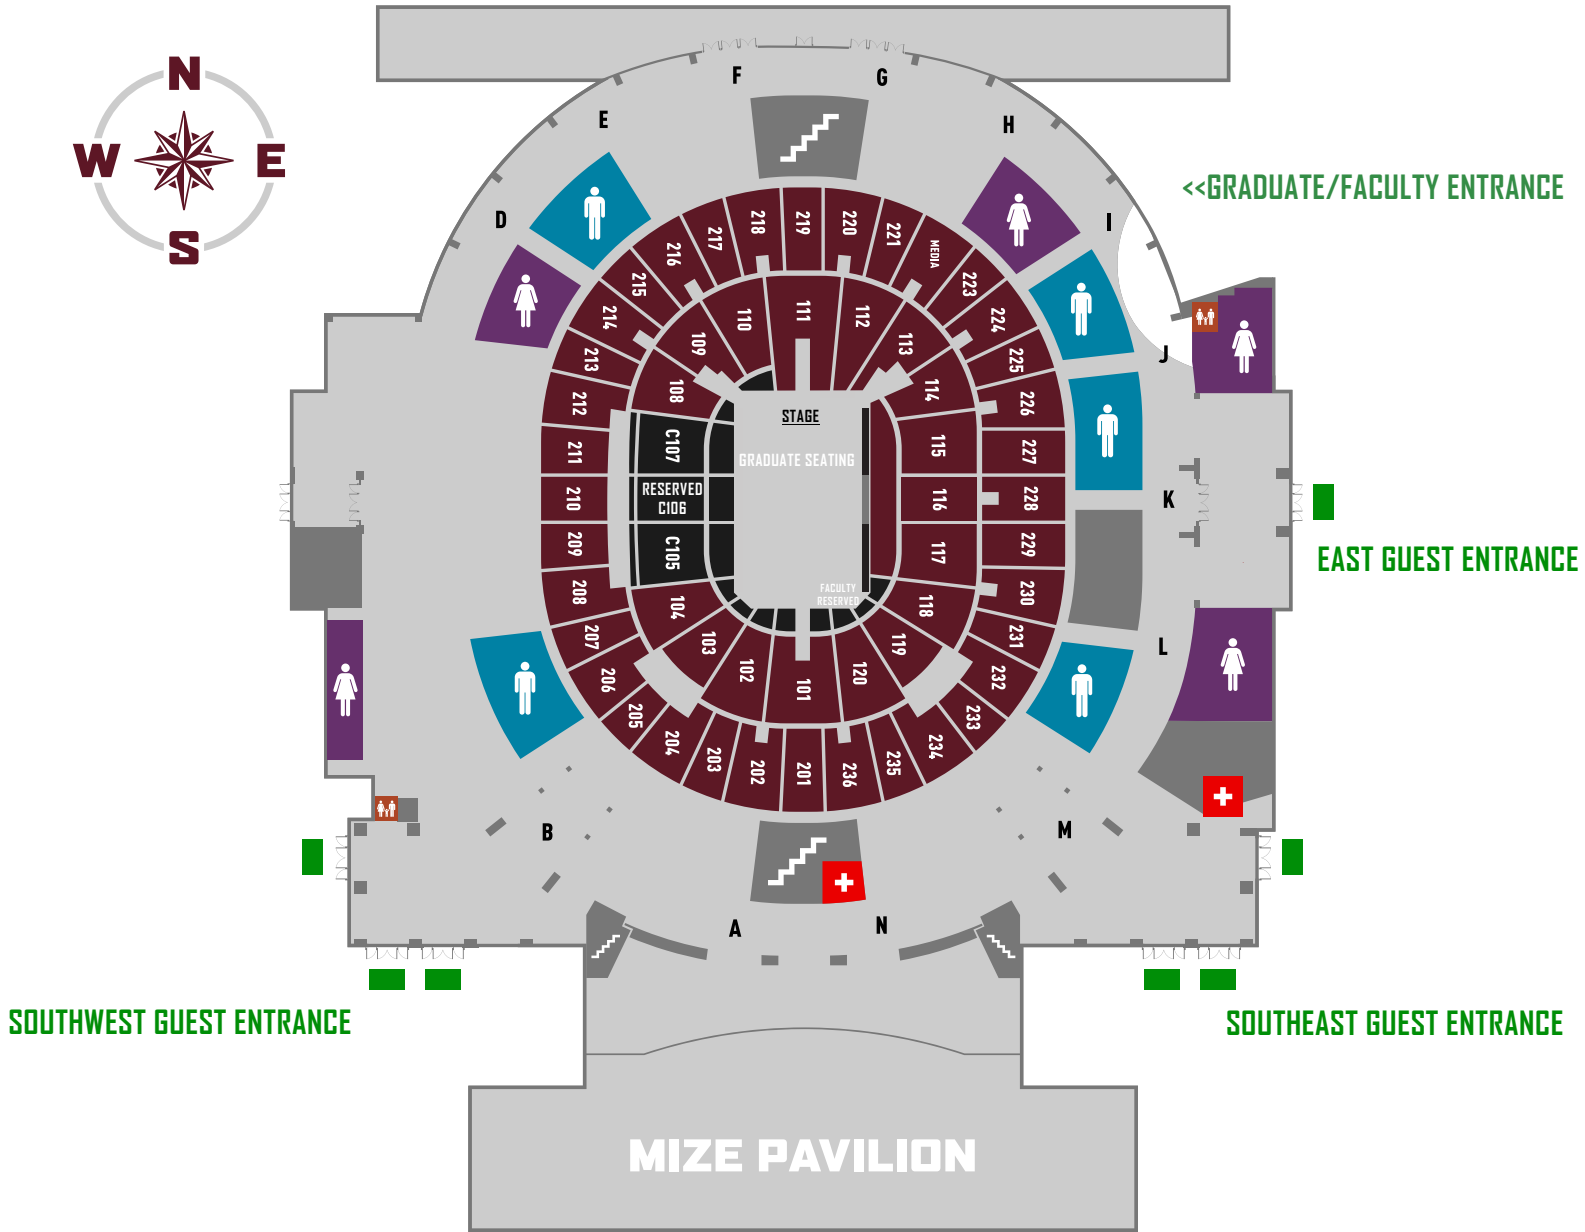 N
W
E
S
F
G
E
H
<<GRADUATE/FACULTY ENTRANCE
D
I
218
219
220
217
221
216
MEDIA
215
223
214
224
213
225
212
226
211
227
210
228
209
229
208
230
207
231
206
232
205
233
204
234
203
235
202
201
236
110
111
112
109
113
108
114
C107
115
RESERVED
C106
116
C105
117
104
118
103
119
102
101
120
STAGE
GRADUATE SEATING
FACULTY
RESERVED
J
K
EAST GUEST ENTRANCE
L
B
M
A
N
SOUTHWEST GUEST ENTRANCE
SOUTHEAST GUEST ENTRANCE
MIZE PAVILION